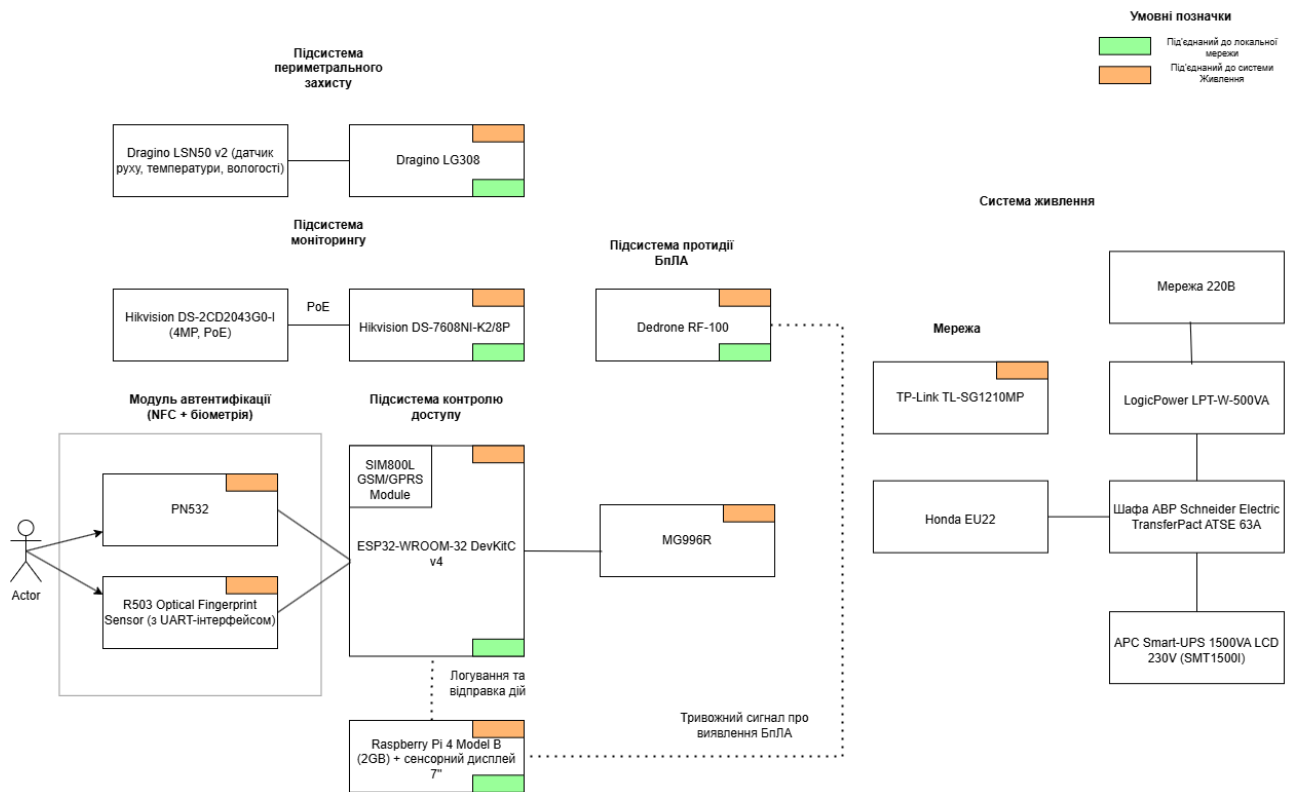 Умовні позначки
Під'єднаний до локальної
мережи
Під'єднаний до системи
Живлення
Підсистема
периметрального
захисту
Dragino LSN50 v2 (датчик
руху, температури, вологості)
Dragino LG308
Підсистема
моніторингу
Hikvision DS-2CD2043G0-I
(4MP, PoE)
PoE
Hikvision DS-7608NI-K2/8P
Підсистема протидії
БпЛА
Dedrone RF-100
Система живлення
Мережа 220В
Мережа
TP-Link TL-SG1210MP
LogicPower LPT-W-500VA
Honda EU22
Шафа АВР Schneider Electric
TransferPact ATSE 63A
APC Smart-UPS 1500VA LCD
230V (SMT1500I)
Модуль автентифікації
(NFC + біометрія)
Підсистема контролю
доступу
Actor
PN532
R503 Optical Fingerprint
Sensor (з UART-інтерфейсом)
SIM800L
GSM/GPRS
Module
ESP32-WROOM-32 DevKitC
v4
MG996R
Логування та
відправка дій
Raspberry Pi 4 Model B
(2GB) + сенсорний дисплей
7"
Тривожний сигнал про
виявлення БпЛА